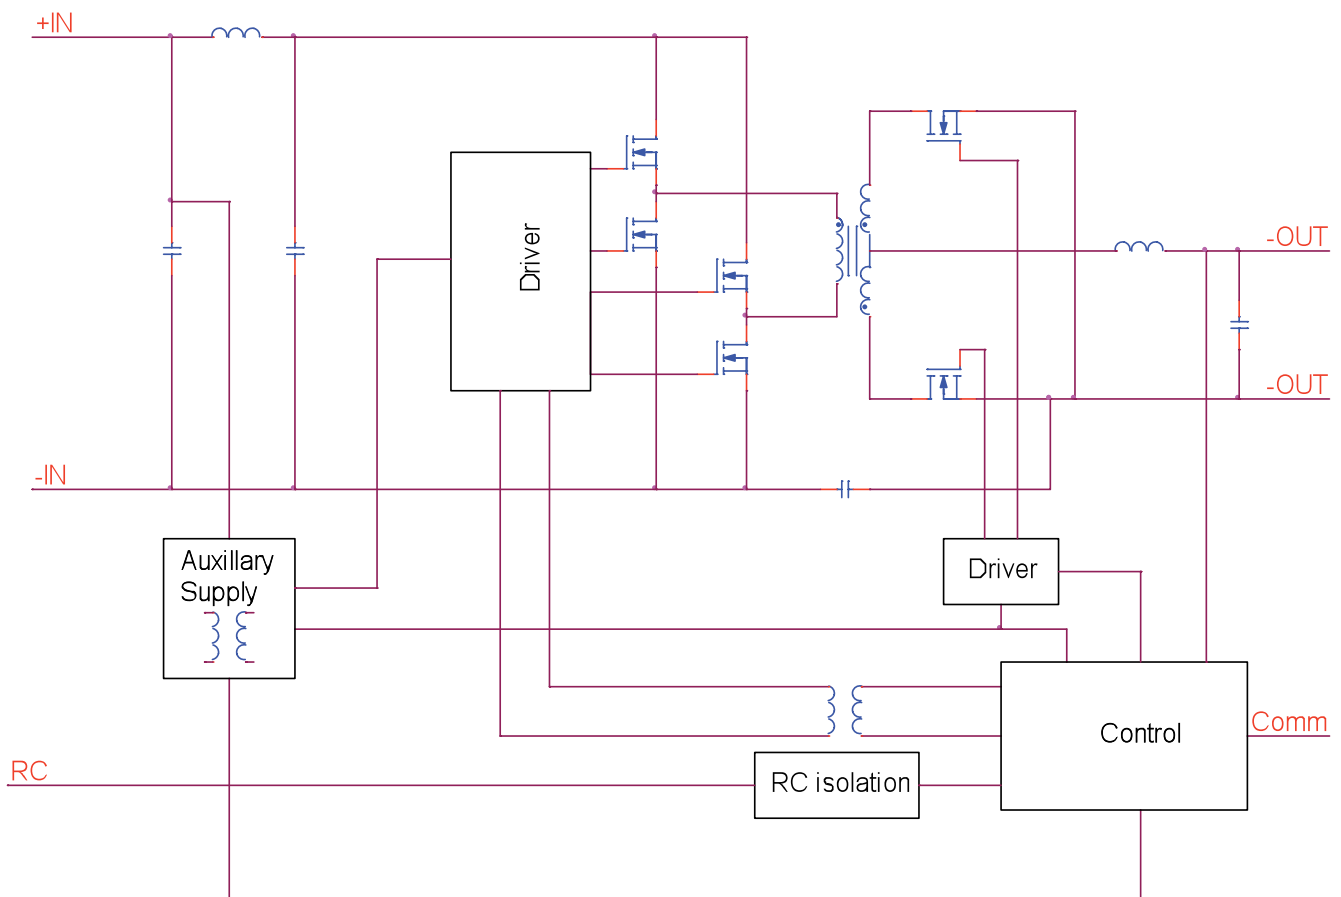 +IN
-OUT
Driver
-OUT
-IN
Auxillary
Supply
Driver
Control
Comm
RC
RC isolation